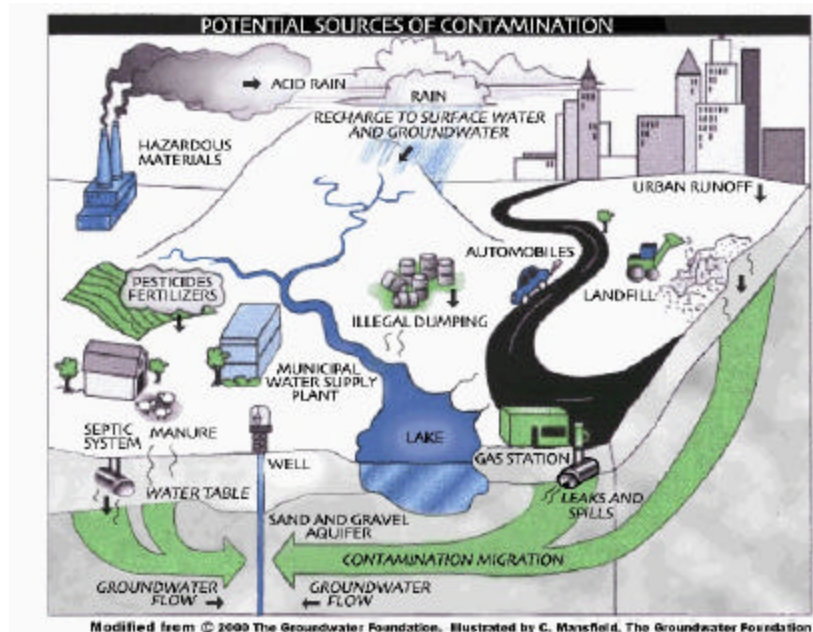 POTENTIAL SOURCES OF CONTAMINATION
ACID RAIN
RAIN
RECHARGE TO SURFACE WATER
AND GROUNDWATER
HAZARDOUS
MATERIALS
URBAN RUNOFF
AUTOMOBILES
PESTICIDES
FERTILIZERS
LANDFILL
ILLEGAL DUMPING
MUNICIPAL
WATER SUPPLY
PLANT
SEPTIC
SYSTEM
MANURE
LAKE
GAS STATION
WELL
WATER TABLE
LEAKS AND
SPILLS
SAND AND GRAVEL
AQUIFER
CONTAMINATION MIGRATION
GROUNDWATER
FLOW
GROUNDWATER
FLOW
Modified from © 2000 The Groundwater Foundation. Illustrated by C. Mansfield, The Groundwater Foundation